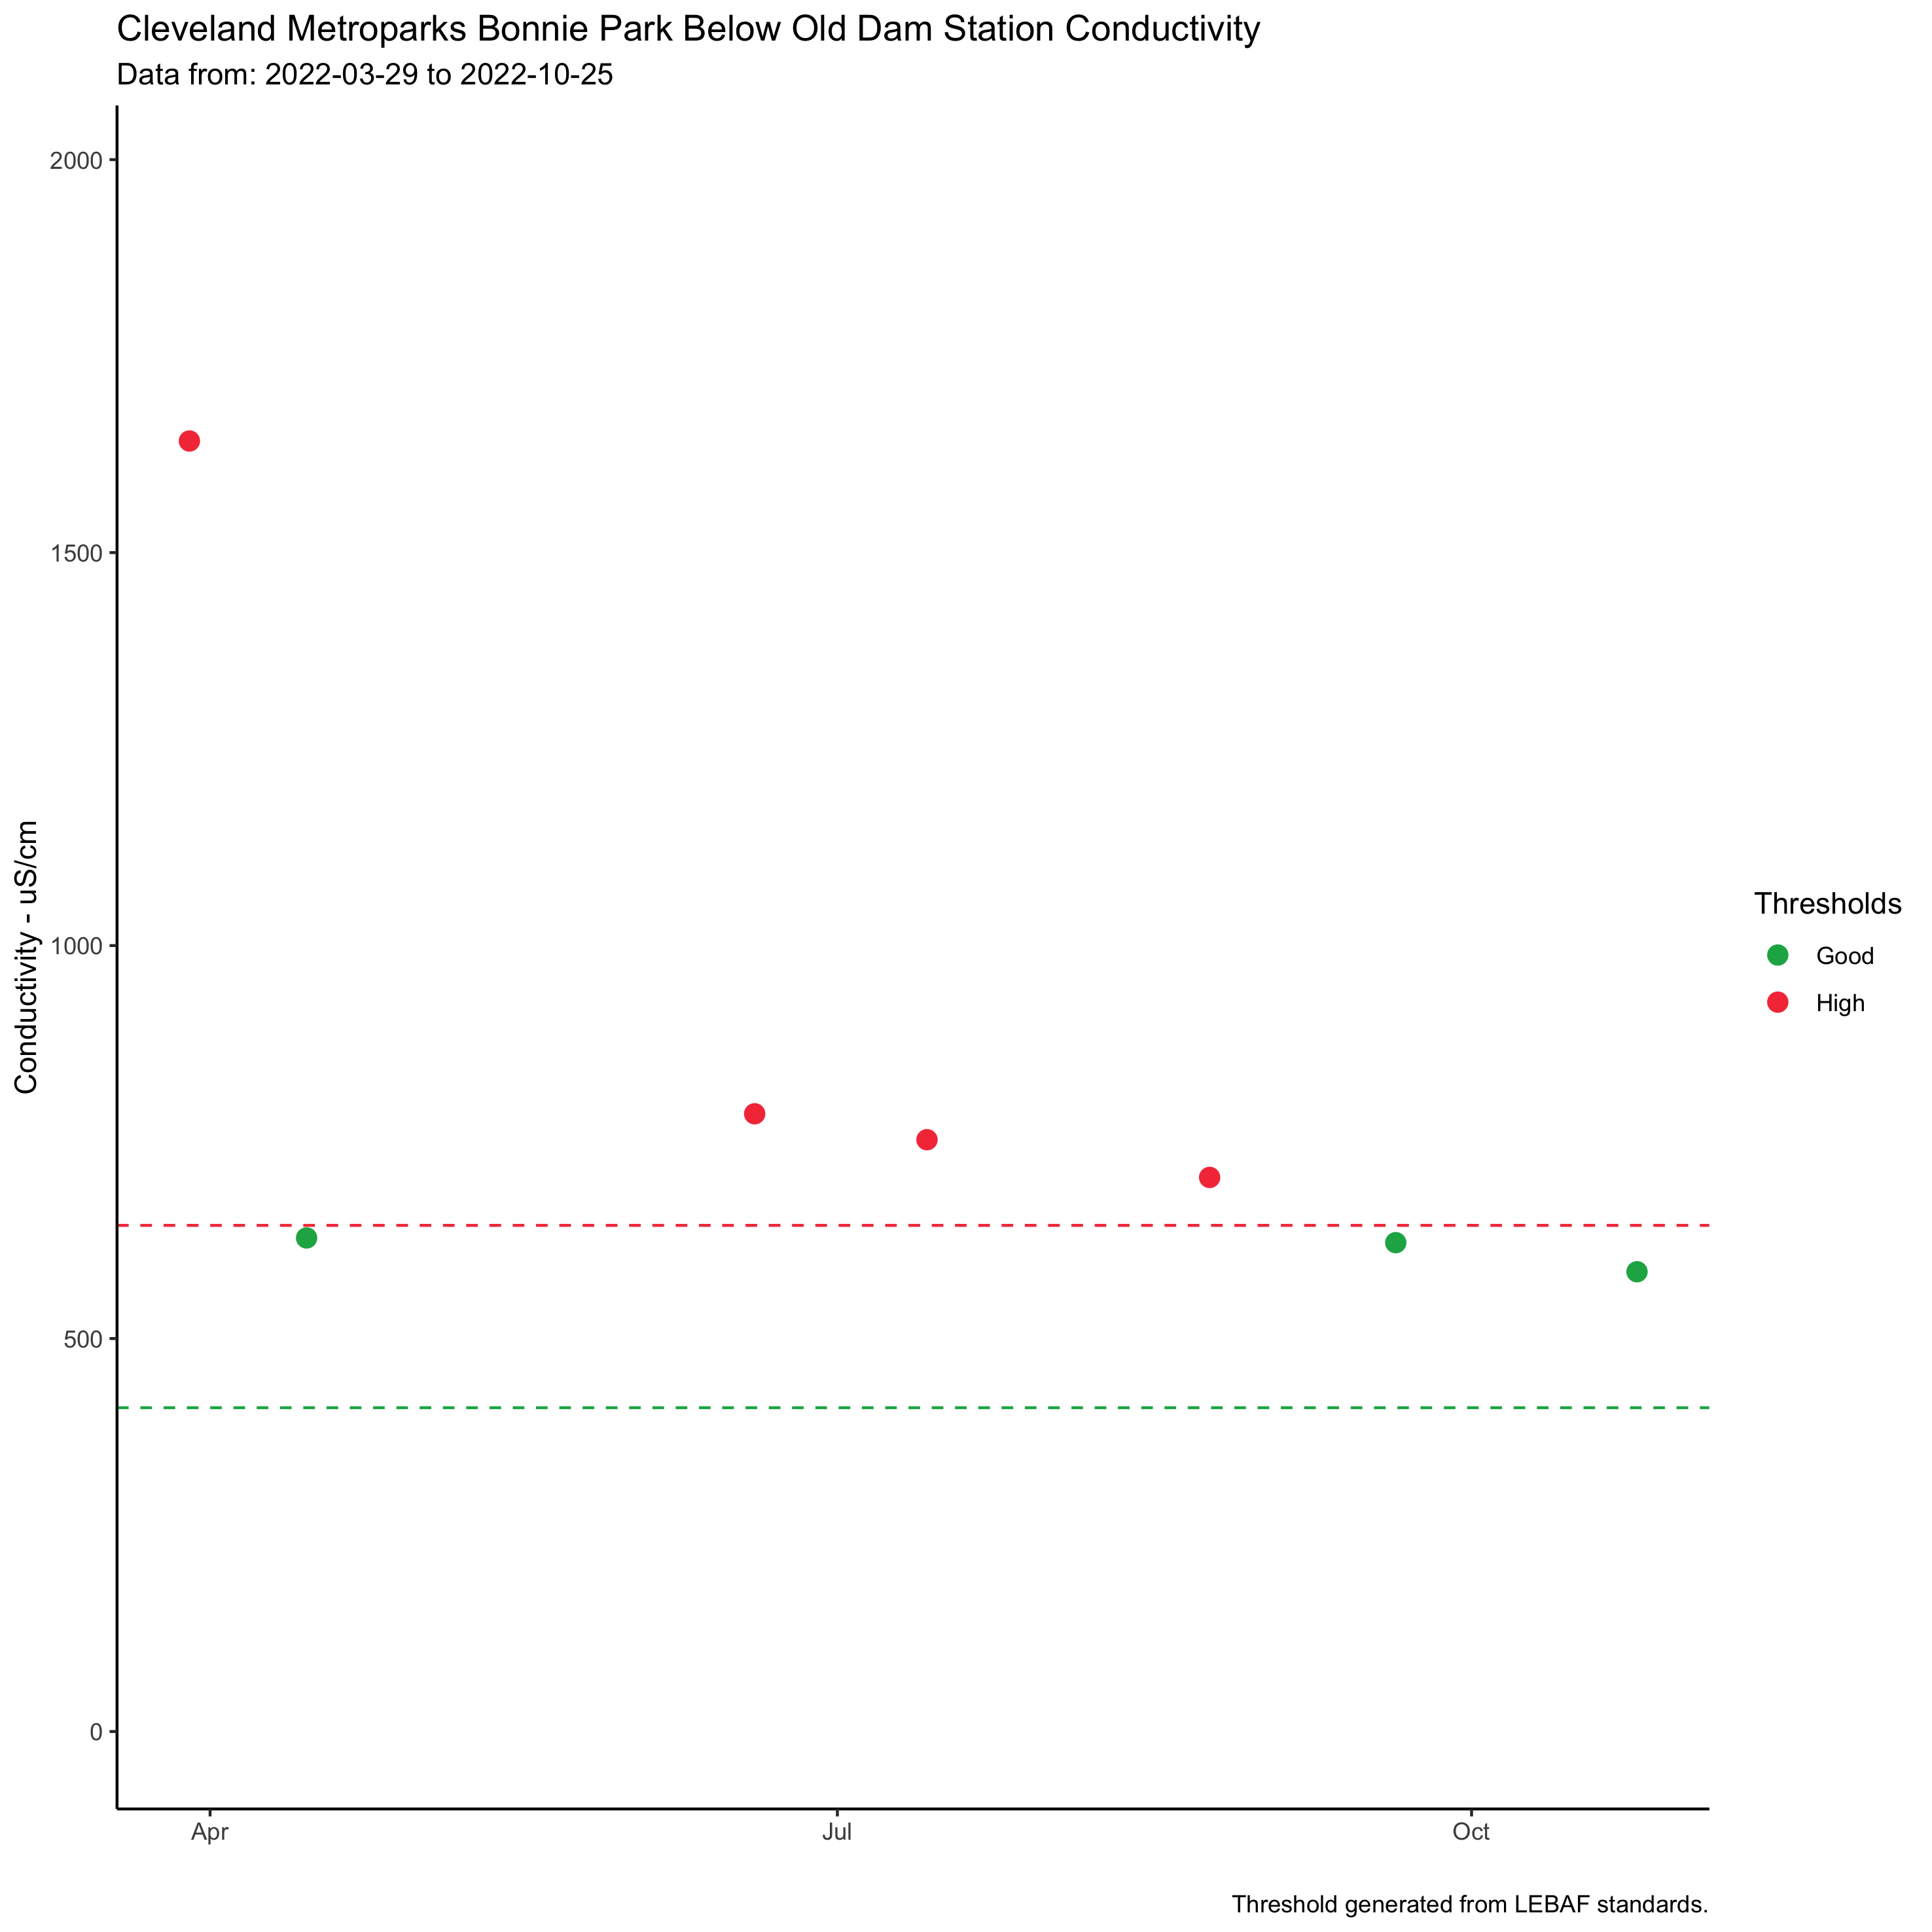 Cleveland Metroparks Bonnie Park Below Old Dam Station Conductivity
Data from: 2022-03-29 to 2022-10-25
2000
1500
1000
500
0
Conductivity - uS/cm
Apr
Jul
Oct
Thresholds
Good
High
Threshold generated from LEBAF standards.